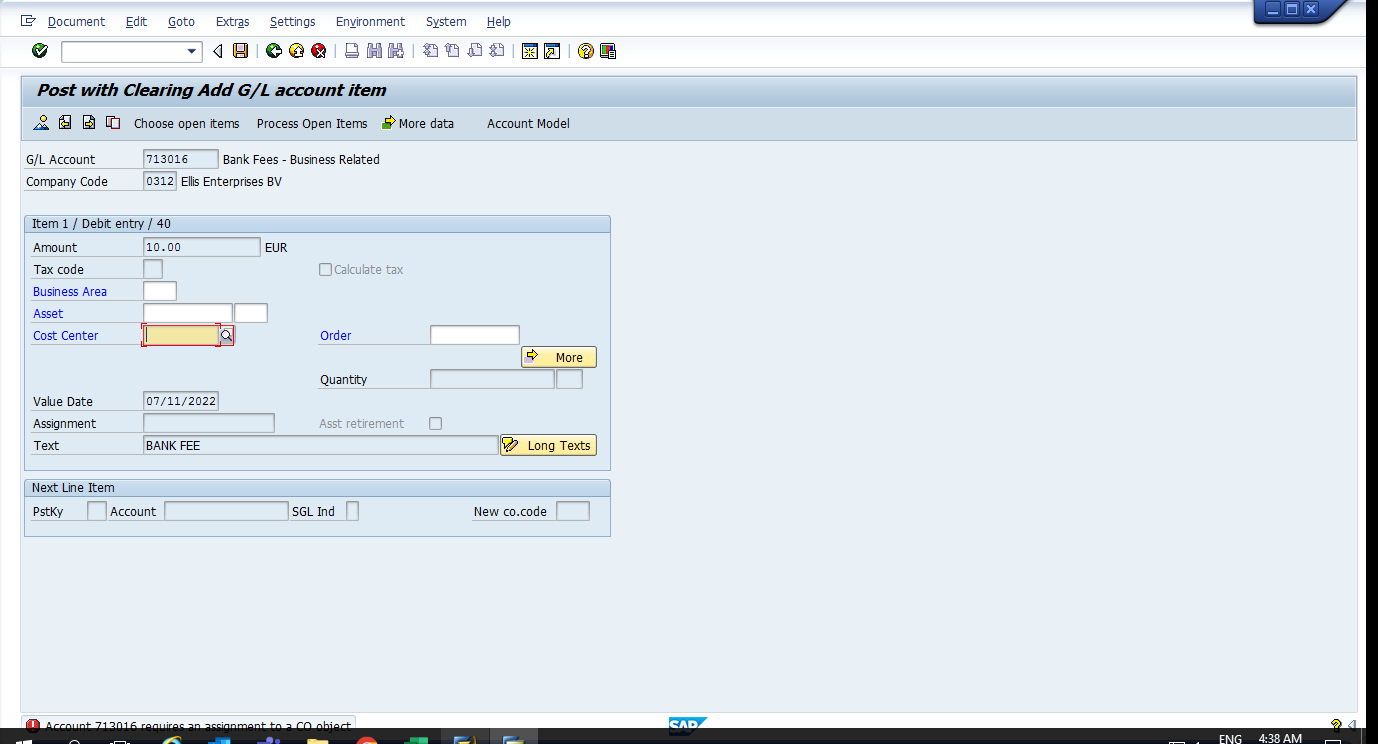 Document Edit Goto Extras Settings Environment System Help
Post with Clearing Add G/L account item
Choose open items Process Open Items More data Account Model
G/L Account 713016 Bank Fees - Business Related
Company Code 0312 Ellis Enterprises BV
Item 1 / Debit entry / 40
Amount 10.00 EUR
Tax code Calculate tax
Business Area
Asset
Cost Center Order
More
Quantity
Value Date 07/11/2022
Assignment Asst retirement
Text BANK FEE Long Texts
Next Line Item
PstKy Account SGL Ind New co.code
Account 713016 requires an assignment to a CO object SAP
ENG 4:38 AM